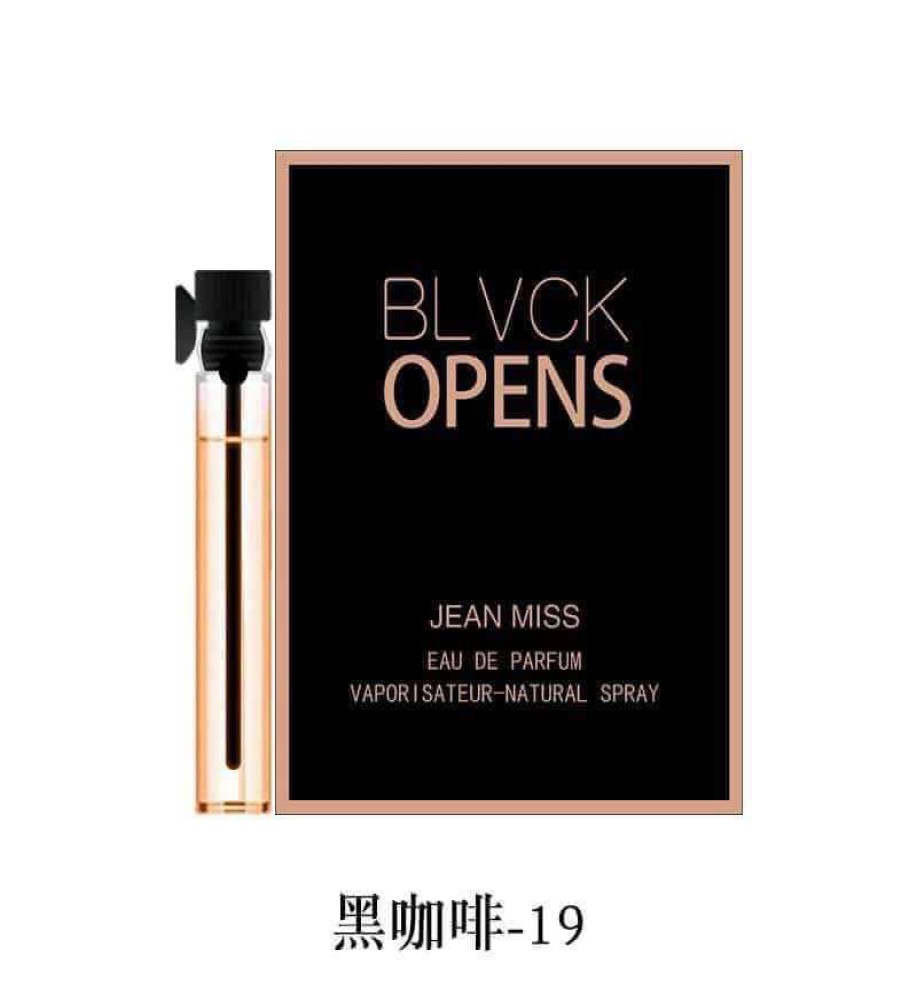 BLVCK
OPENS
JEAN MISS
EAU DE PARFUM
VAPORISATEUR-NATURAL SPRAY
黑咖啡-19